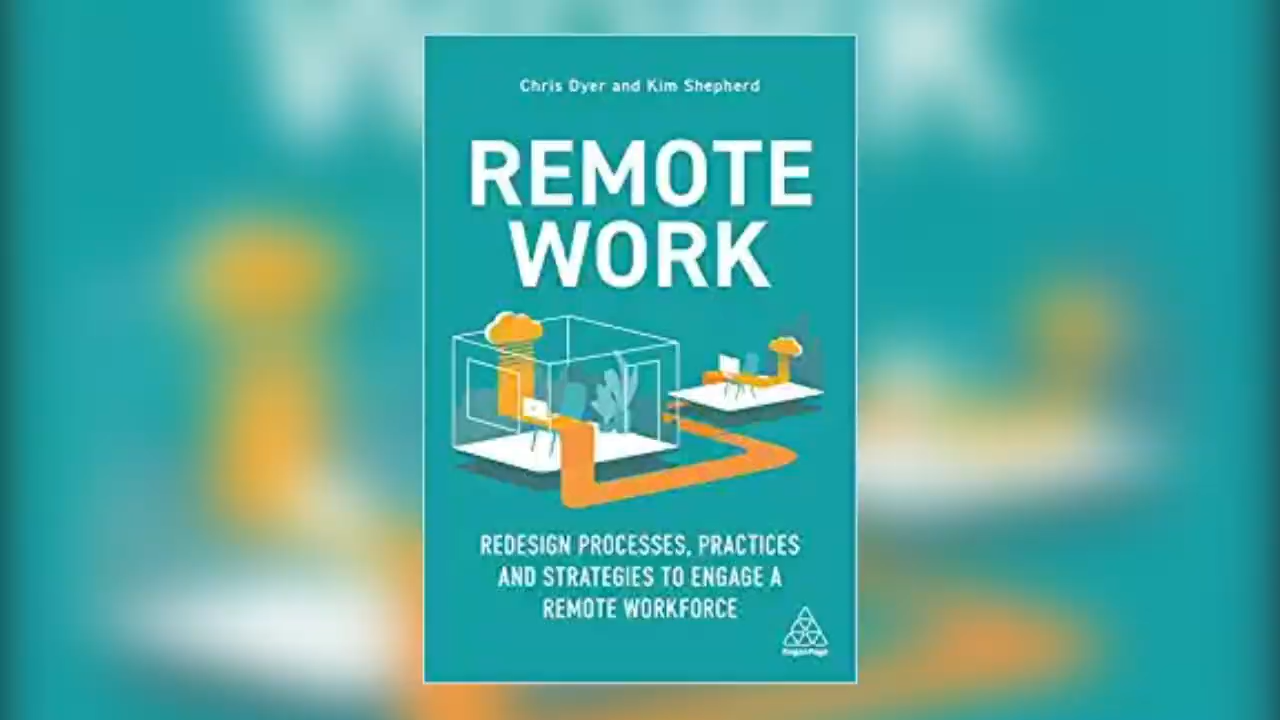 Chris Dyer and Kim Shepherd
REMOTE
WORK
REDESIGN PROCESSES, PRACTICES
AND STRATEGIES TO ENGAGE A
REMOTE WORKFORCE